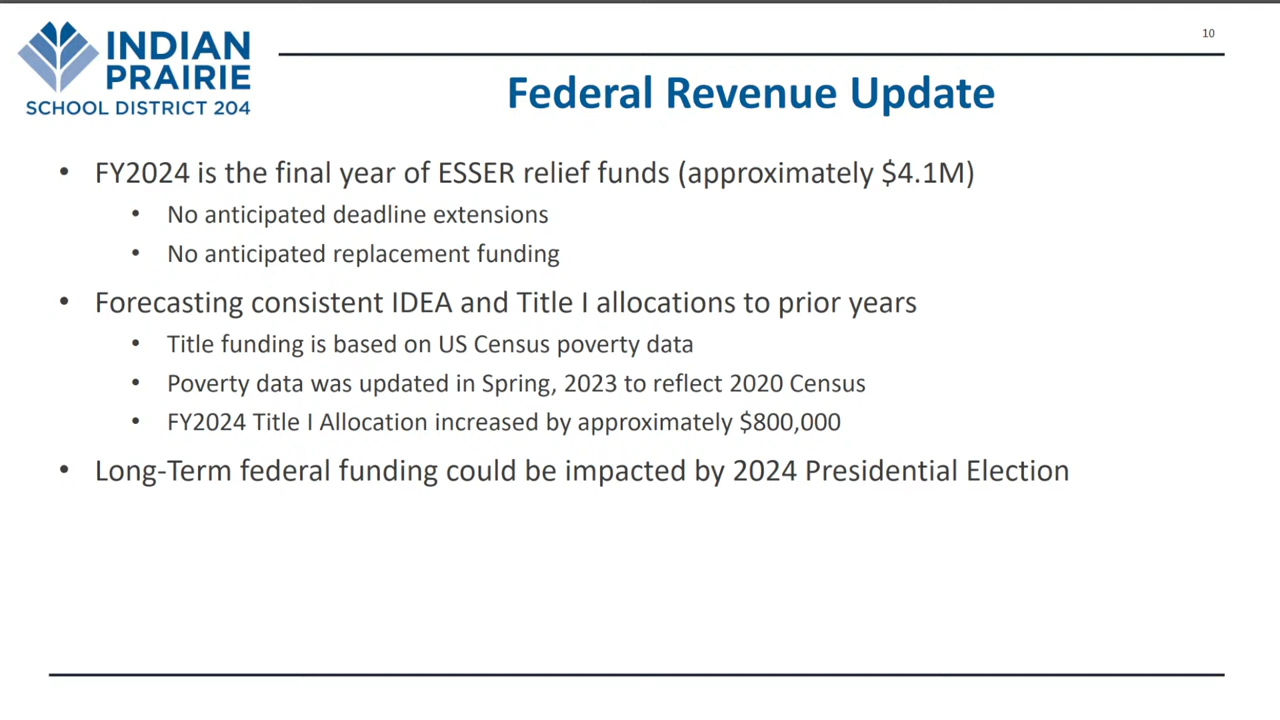 INDIAN
PRAIRIE
SCHOOL DISTRICT 204
10
Federal Revenue Update
• FY2024 is the final year of ESSER relief funds (approximately $4.1M)
• No anticipated deadline extensions
• No anticipated replacement funding
• Forecasting consistent IDEA and Title I allocations to prior years
• Title funding is based on US Census poverty data
• Poverty data was updated in Spring, 2023 to reflect 2020 Census
• FY2024 Title I Allocation increased by approximately $800,000
• Long-Term federal funding could be impacted by 2024 Presidential Election